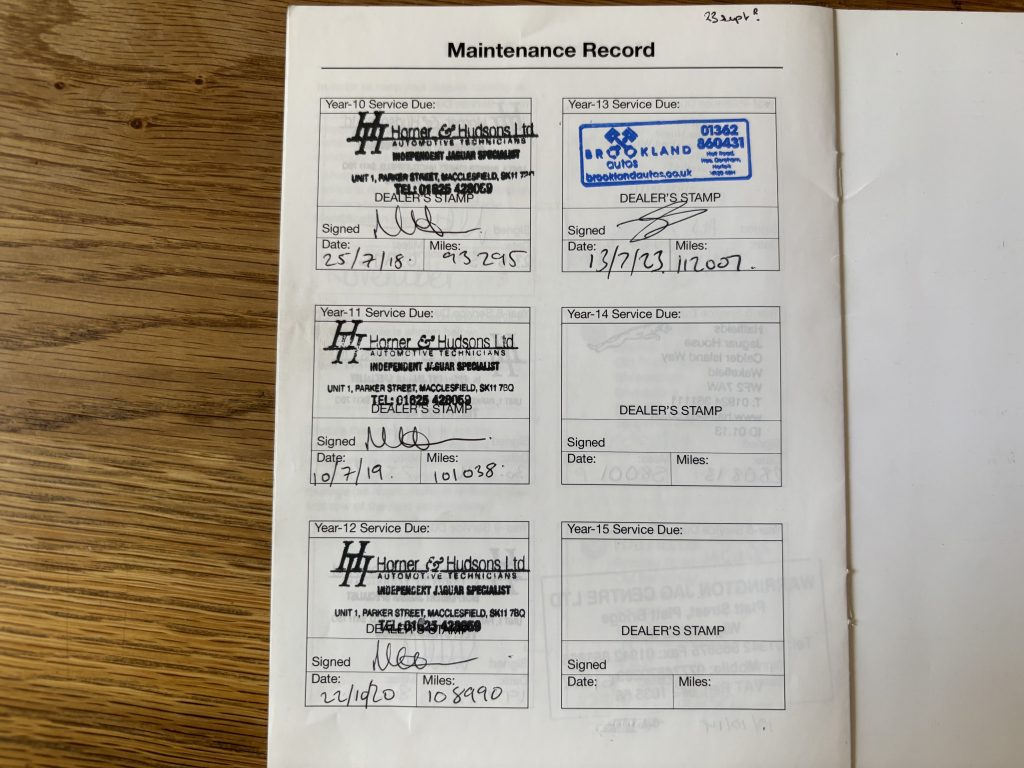 23 sept
Maintenance Record
Year-10 Service Due:
HH Horner & Hudsons Ltd
AUTOMOTIVE TECHNICIANS
INDEPENDENT JAGUAR SPECIALIST
UNIT 1, PARKER STREET, MACCLESFIELD, SK11 7BQ
TEL: 01625 428059
DEALER'S STAMP
Signed
Date: Miles:
25/7/18. 93295
Year-11 Service Due:
HH Horner & Hudsons Ltd
AUTOMOTIVE TECHNICIANS
INDEPENDENT JAGUAR SPECIALIST
UNIT 1, PARKER STREET, MACCLESFIELD, SK11 7BQ
TEL: 01625 428059
DEALER'S STAMP
Signed
Date: Miles:
10/7/19. 101038.
Year-12 Service Due:
HH Horner & Hudsons Ltd
AUTOMOTIVE TECHNICIANS
INDEPENDENT JAGUAR SPECIALIST
UNIT 1, PARKER STREET, MACCLESFIELD, SK11 7BQ
TEL: 01625 428059
DEALER'S STAMP
Signed
Date: Miles:
22/10/20 108990
Year-13 Service Due:
BROOKLAND
autos
brooklandautos.co.uk
01362
860431
DEALER'S STAMP
Signed
Date: Miles:
13/7/23 112007.
Year-14 Service Due:
DEALER'S STAMP
Signed
Date: Miles:
Year-15 Service Due:
DEALER'S STAMP
Signed
Date: Miles: